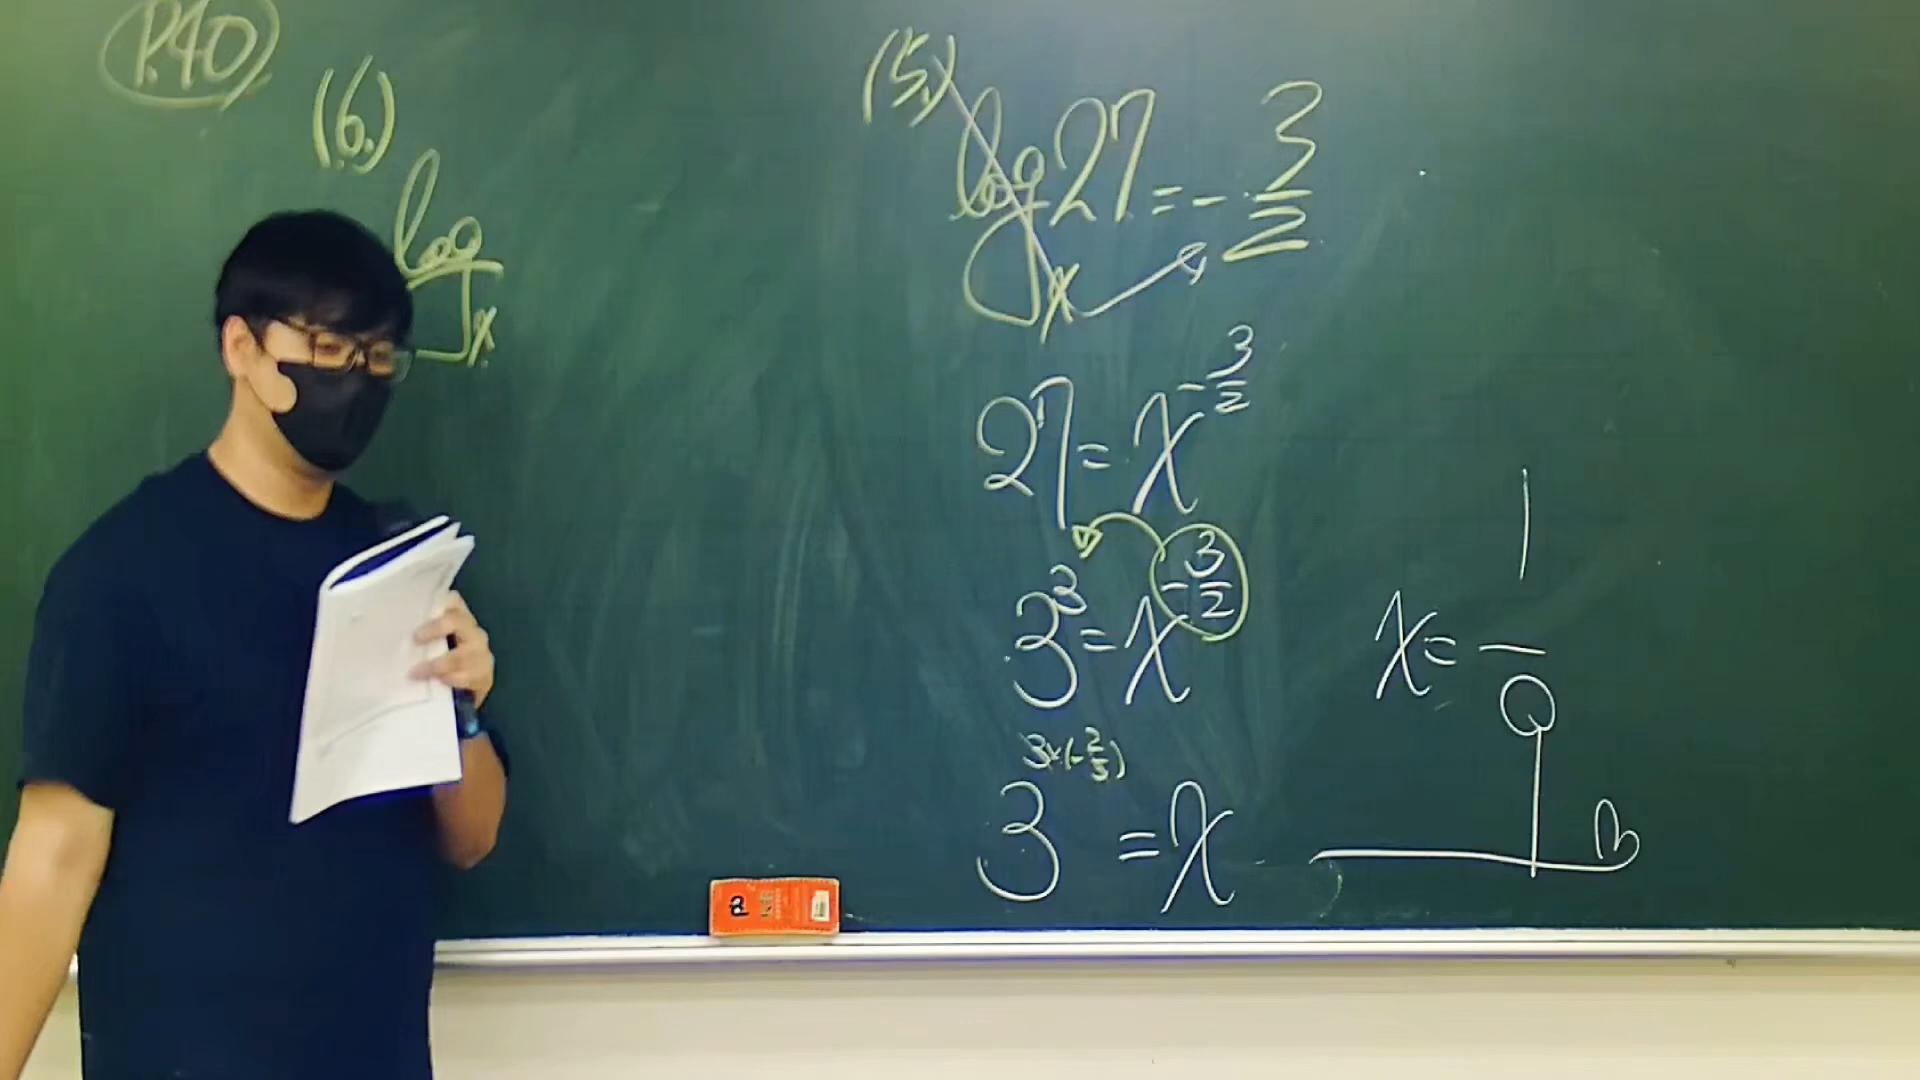 P.40
(6.)
log x
(5.)
log x 27 = - 3/2
27 = x^-3/2
3^3 = x^-3/2
3^3×(-2/3) = x
x = 1/9